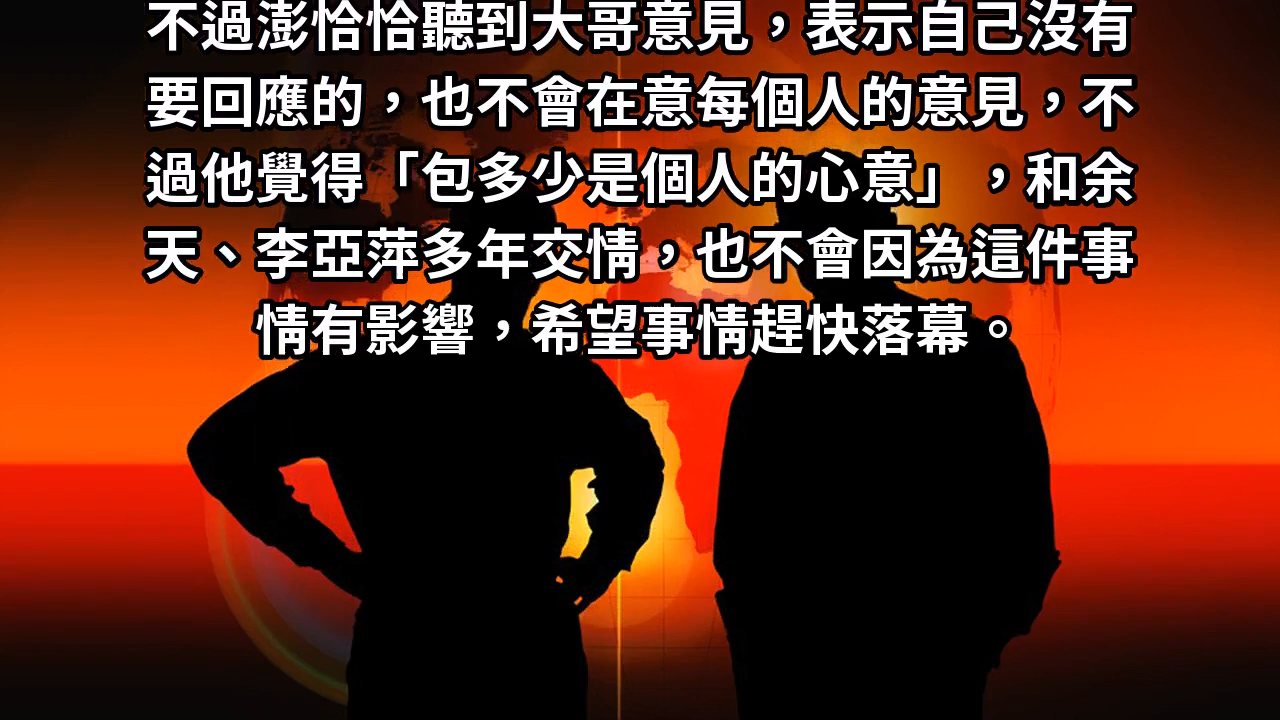 不過澎恰恰聽到大哥意見，表示自己沒有
要回應的，也不會在意每個人的意見，不
過他覺得「包多少是個人的心意」，和余
天、李亞萍多年交情，也不會因為這件事
情有影響，希望事情趕快落幕。